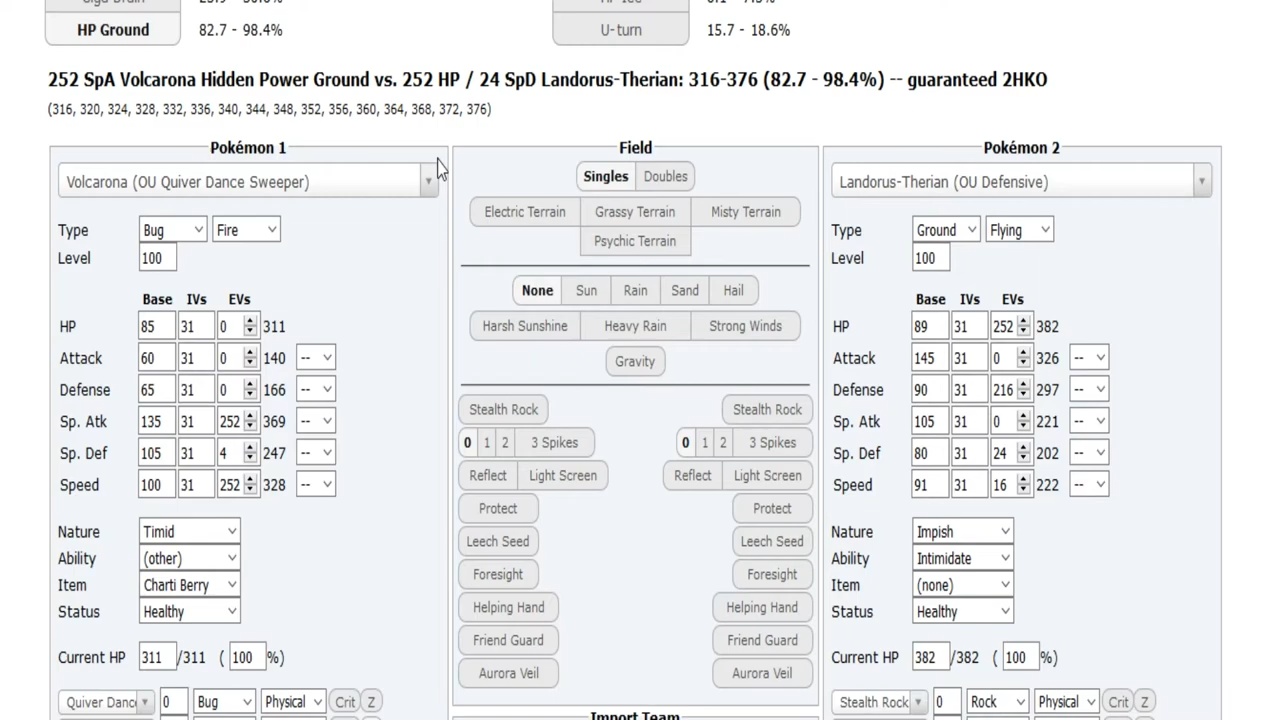 HP Ground 82.7 - 98.4% U-turn 15.7 - 18.6%
252 SpA Volcarona Hidden Power Ground vs. 252 HP / 24 SpD Landorus-Therian: 316-376 (82.7 - 98.4%) -- guaranteed 2HKO
(316, 320, 324, 328, 332, 336, 340, 344, 348, 352, 356, 360, 364, 368, 372, 376)
Pokémon 1 Field Pokémon 2
Volcarona (OU Quiver Dance Sweeper) Singles Doubles Landorus-Therian (OU Defensive)
Electric Terrain Grassy Terrain Misty Terrain
Type Bug Fire Psychic Terrain Type Ground Flying
Level 100 Level 100
None Sun Rain Sand Hail
Base IVs EVs Base IVs EVs
HP 85 31 0 311 Harsh Sunshine Heavy Rain Strong Winds HP 89 31 252 382
Attack 60 31 0 140 -- Gravity Attack 145 31 0 326 --
Defense 65 31 0 166 -- Defense 90 31 216 297 --
Sp. Atk 135 31 252 369 -- Stealth Rock Stealth Rock Sp. Atk 105 31 0 221 --
Sp. Def 105 31 4 247 -- 0 1 2 3 Spikes 0 1 2 3 Spikes Sp. Def 80 31 24 202 --
Speed 100 31 252 328 -- Reflect Light Screen Reflect Light Screen Speed 91 31 16 222 --
Protect Protect
Nature Timid Leech Seed Leech Seed Nature Impish
Ability (other) Foresight Foresight Ability Intimidate
Item Charti Berry Item (none)
Status Healthy Helping Hand Helping Hand Status Healthy
Friend Guard Friend Guard
Current HP 311 /311 ( 100 %) Aurora Veil Aurora Veil Current HP 382 /382 ( 100 %)
Quiver Danc 0 Bug Physical Crit Z Stealth Rock 0 Rock Physical Crit Z
Import Team